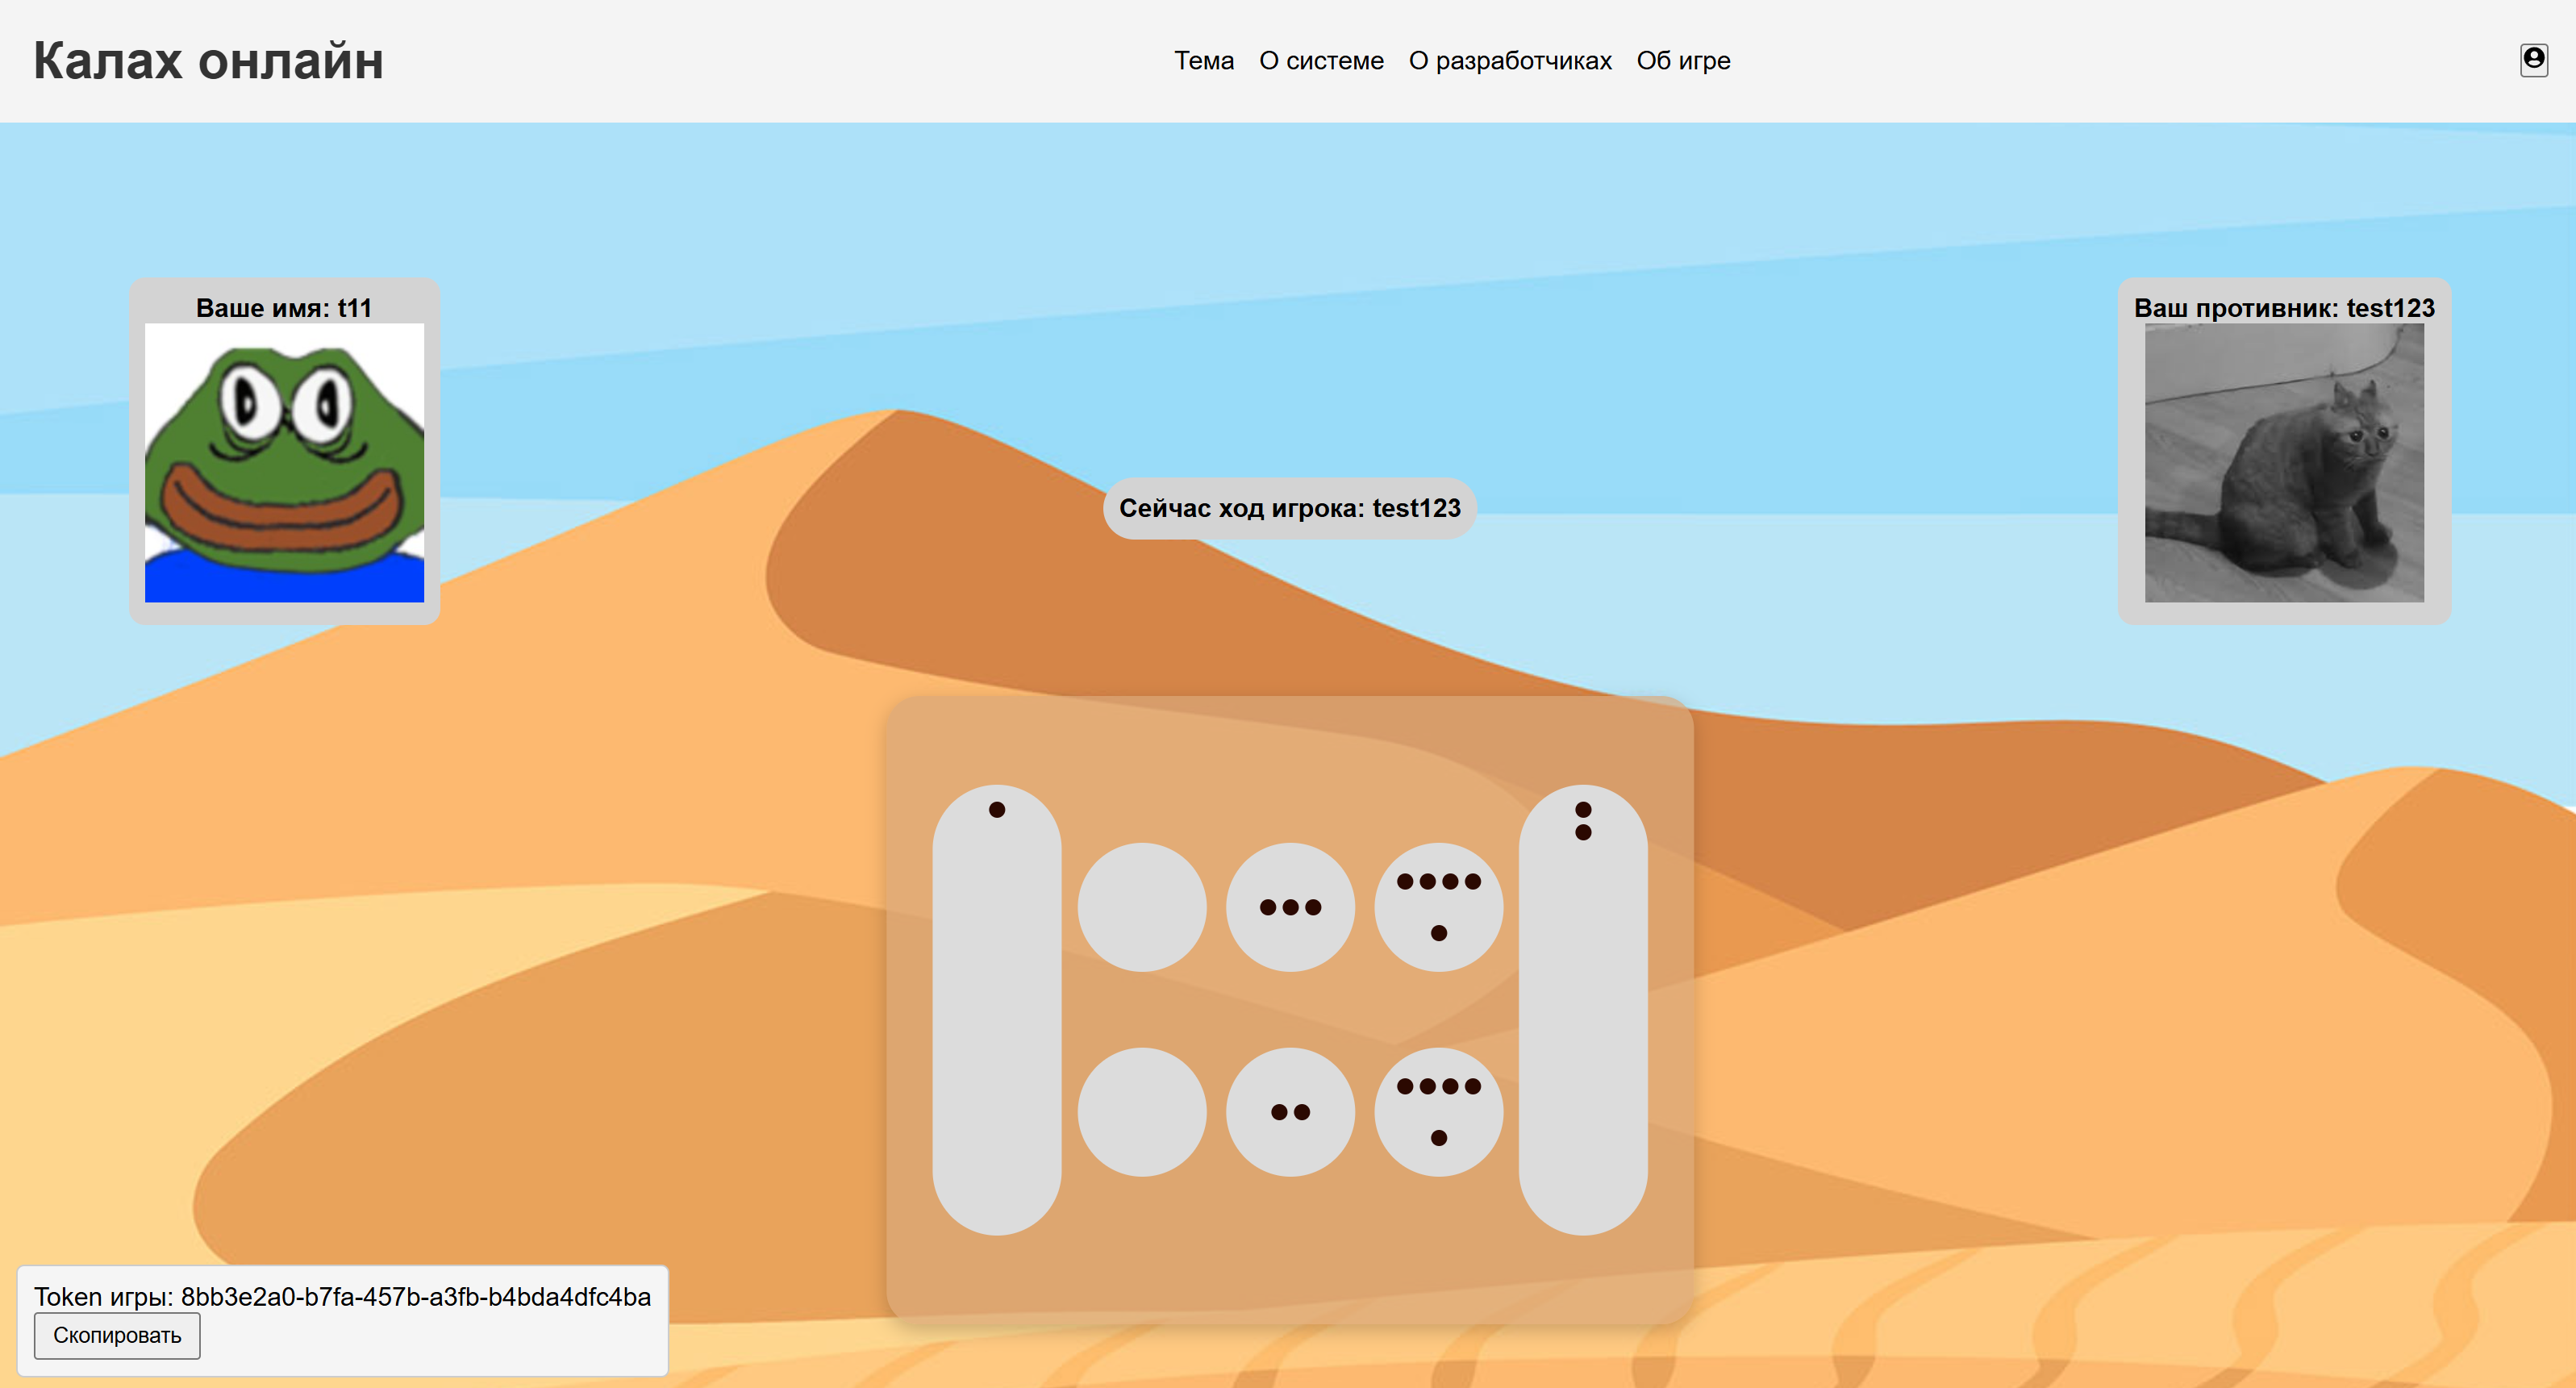 Калах онлайн
Тема О системе О разработчиках Об игре
Ваше имя: t11
Ваш противник: test123
Сейчас ход игрока: test123
Token игры: 8bb3e2a0-b7fa-457b-a3fb-b4bda4dfc4ba
Скопировать